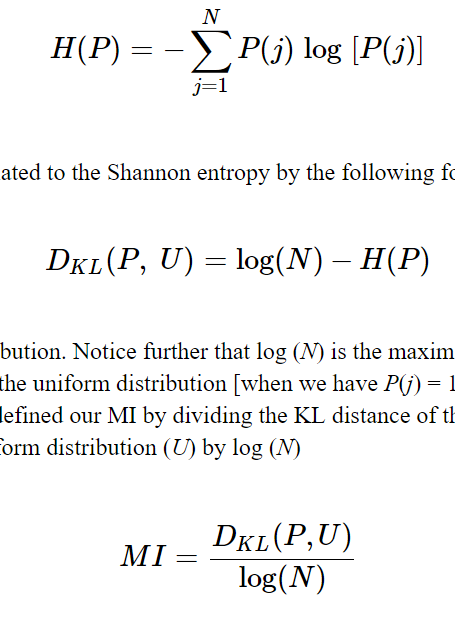 H(P) = − ∑_{j=1}^{N} P(j) log [P(j)]
ated to the Shannon entropy by the following fo
D_{KL}(P, U) = log(N) − H(P)
bution. Notice further that log (N) is the maxim
the uniform distribution [when we have P(j) = 1
defined our MI by dividing the KL distance of th
form distribution (U) by log (N)
MI = \frac{D_{KL}(P, U)}{log(N)}